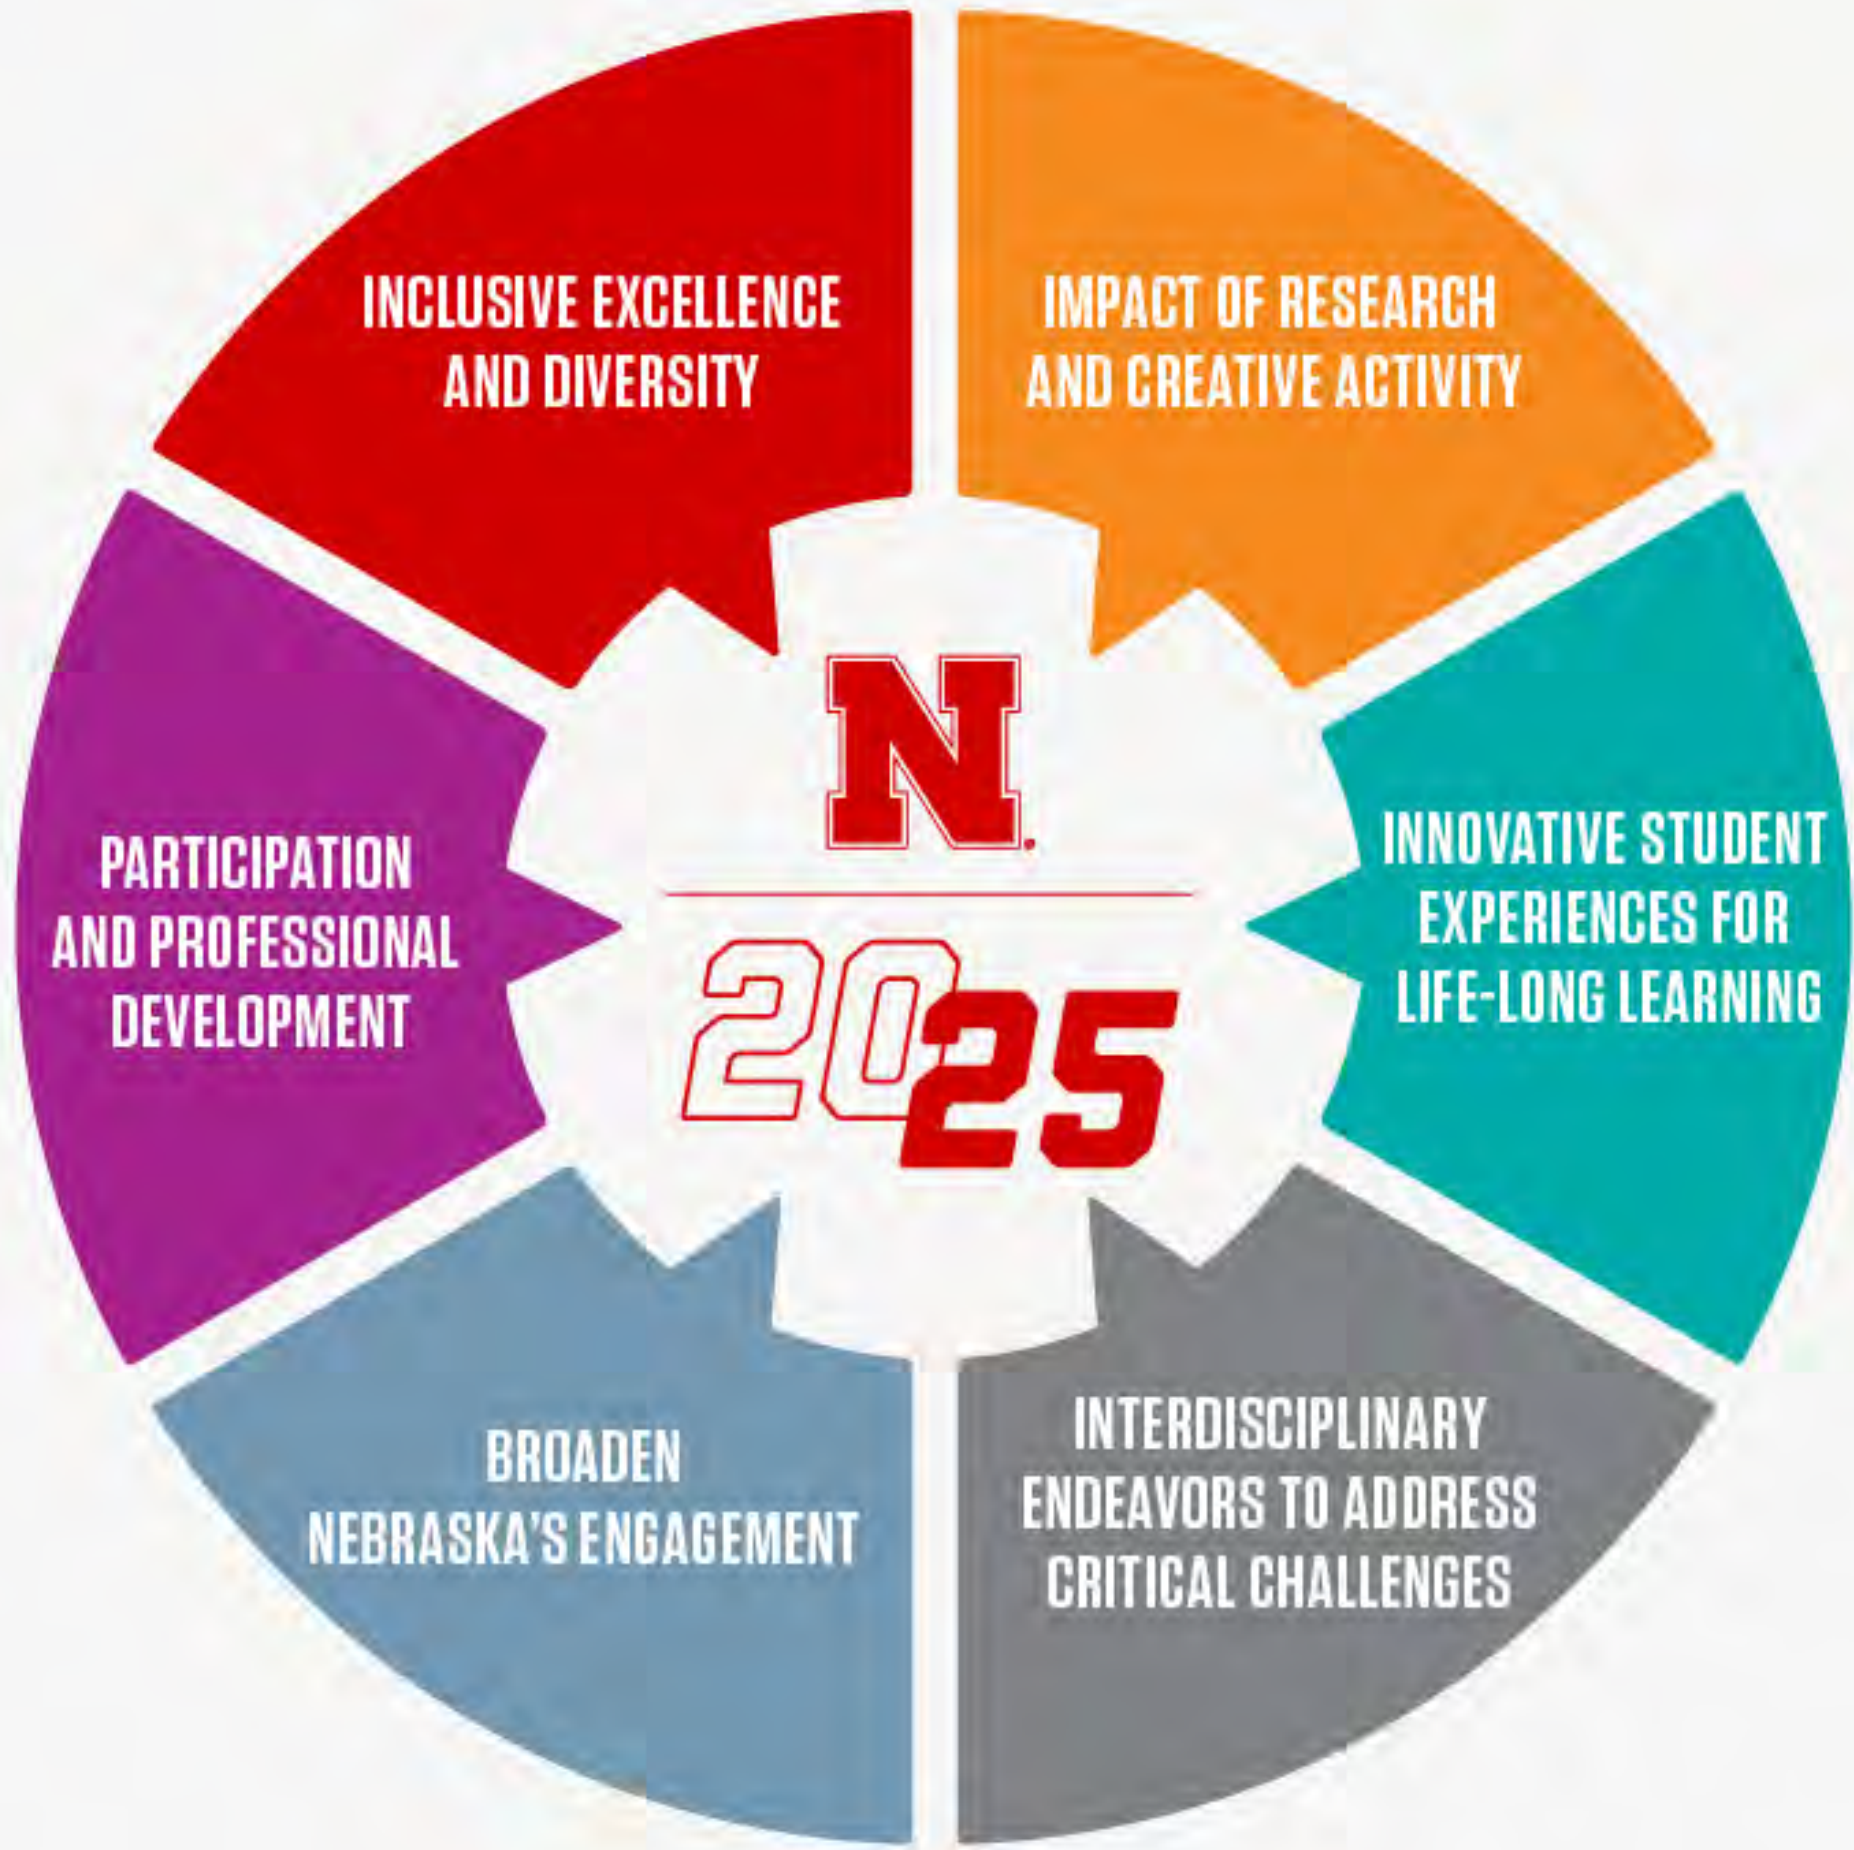 INCLUSIVE EXCELLENCE
AND DIVERSITY
IMPACT OF RESEARCH
AND CREATIVE ACTIVITY
INNOVATIVE STUDENT
EXPERIENCES FOR
LIFE-LONG LEARNING
INTERDISCIPLINARY
ENDEAVORS TO ADDRESS
CRITICAL CHALLENGES
BROADEN
NEBRASKA'S ENGAGEMENT
PARTICIPATION
AND PROFESSIONAL
DEVELOPMENT
N
2025